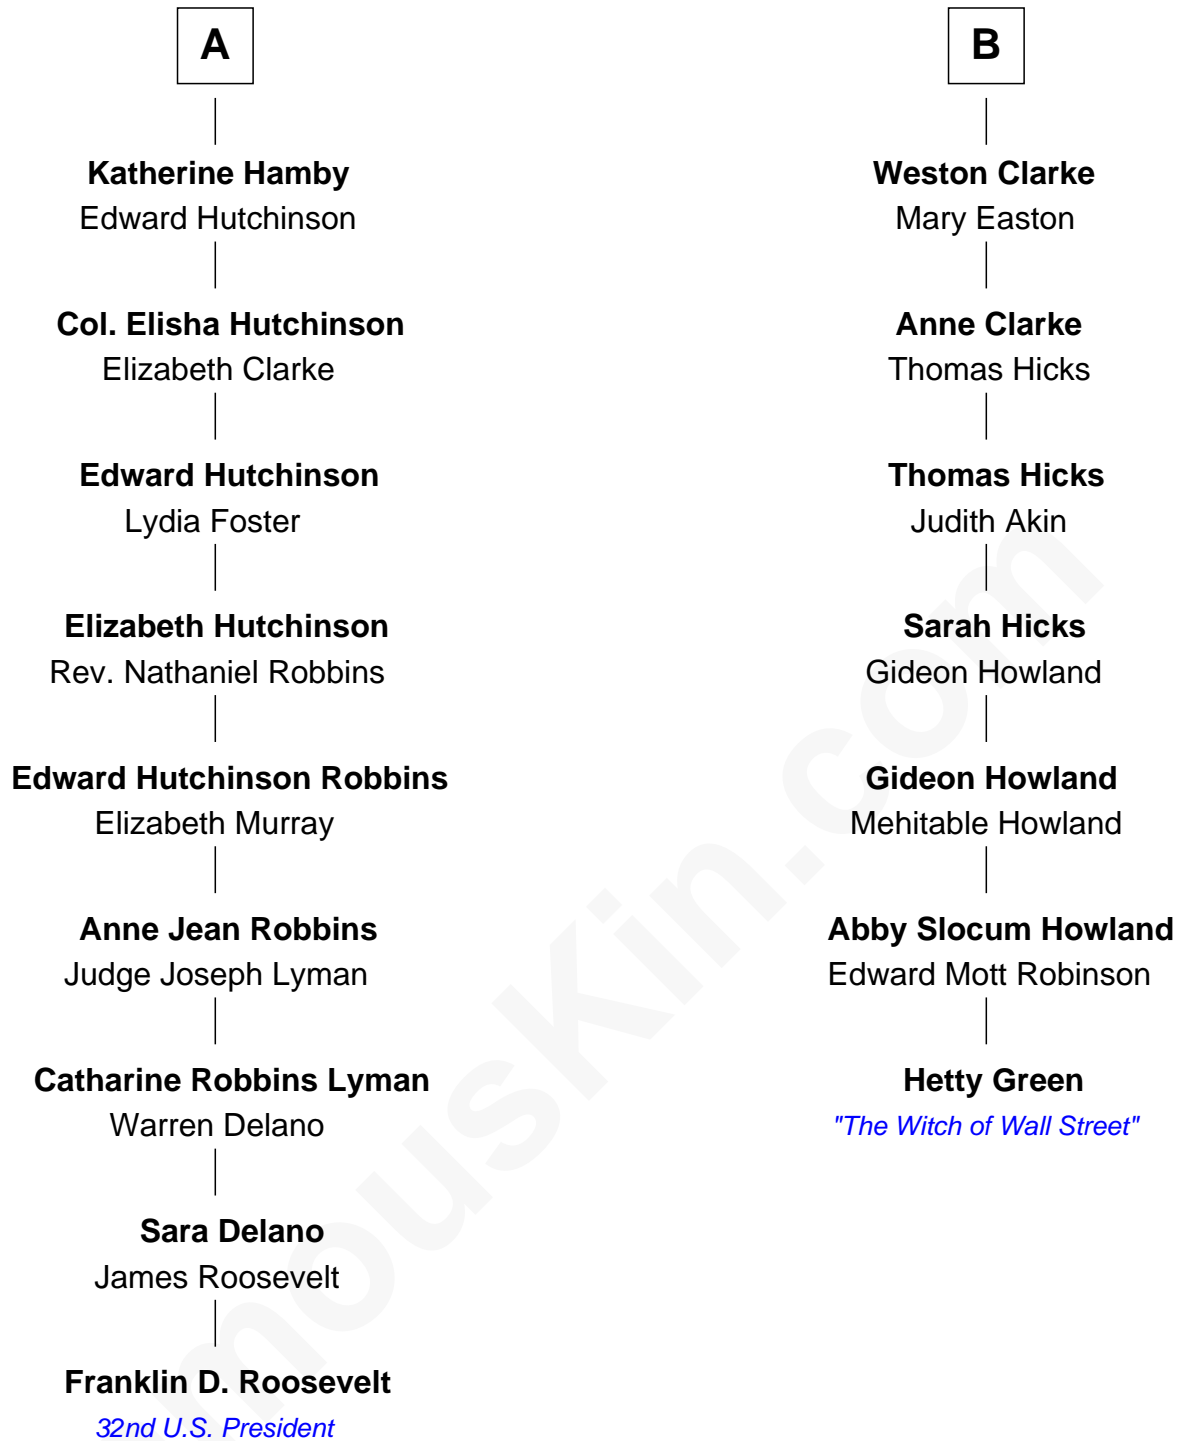 A
Katherine Hamby
Edward Hutchinson
Col. Elisha Hutchinson
Elizabeth Clarke
Edward Hutchinson
Lydia Foster
Elizabeth Hutchinson
Rev. Nathaniel Robbins
Edward Hutchinson Robbins
Elizabeth Murray
Anne Jean Robbins
Judge Joseph Lyman
Catharine Robbins Lyman
Warren Delano
Sara Delano
James Roosevelt
Franklin D. Roosevelt
32nd U.S. President
B
Weston Clarke
Mary Easton
Anne Clarke
Thomas Hicks
Thomas Hicks
Judith Akin
Sarah Hicks
Gideon Howland
Gideon Howland
Mehitable Howland
Abby Slocum Howland
Edward Mott Robinson
Hetty Green
"The Witch of Wall Street"
mousKin.com